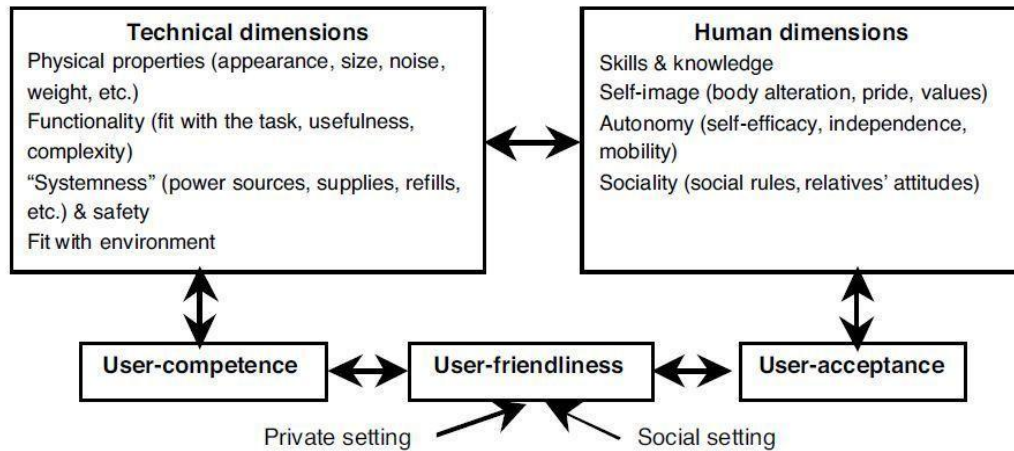 Technical dimensions
Physical properties (appearance, size, noise,
weight, etc.)
Functionality (fit with the task, usefulness,
complexity)
“Systemness” (power sources, supplies, refills,
etc.) & safety
Fit with environment
Human dimensions
Skills & knowledge
Self-image (body alteration, pride, values)
Autonomy (self-efficacy, independence,
mobility)
Sociality (social rules, relatives’ attitudes)
User-competence
User-friendliness
User-acceptance
Private setting
Social setting